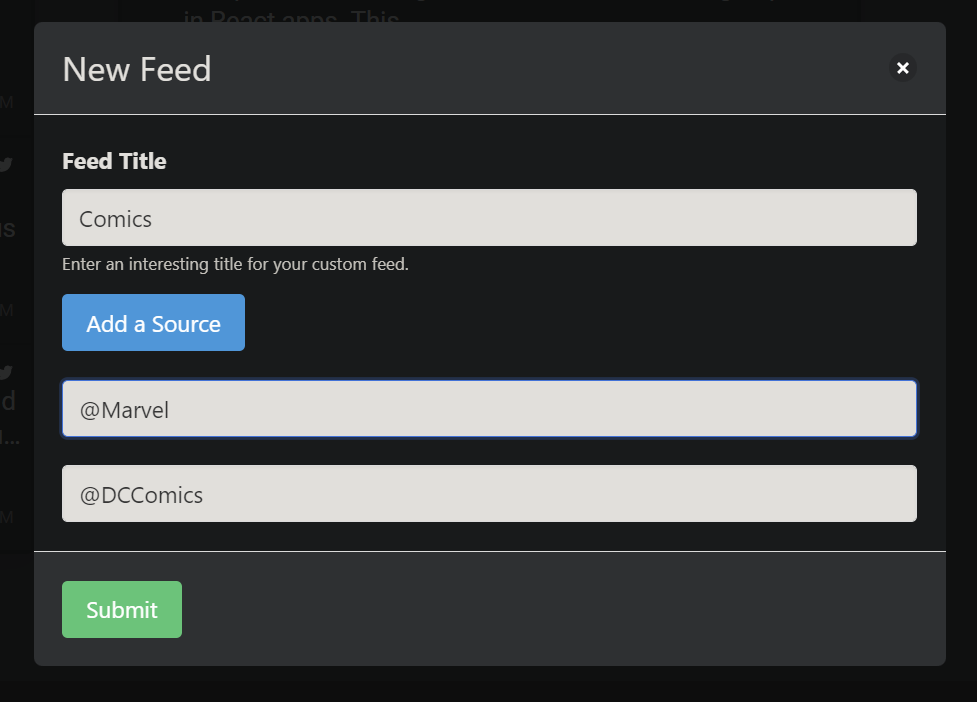 in React apps. This
New Feed
Feed Title
Comics
Enter an interesting title for your custom feed.
Add a Source
@Marvel
@DCComics
Submit